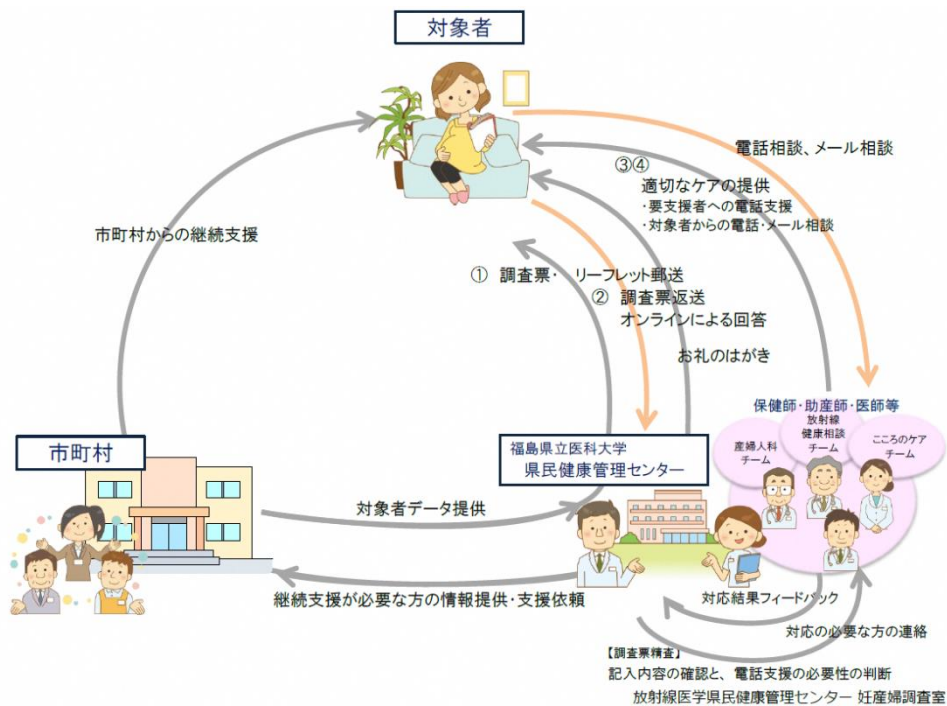 対象者
電話相談、メール相談
③④
適切なケアの提供
・要支援者への電話支援
・対象者からの電話・メール相談
市町村からの継続支援
① 調査票・ リーフレット郵送
② 調査票返送
オンラインによる回答
お礼のはがき
保健師・助産師・医師等
放射線
健康相談
チーム
産婦人科
チーム
こころのケア
チーム
市町村
福島県立医科大学
県民健康管理センター
対象者データ提供
継続支援が必要な方の情報提供・支援依頼
対応結果フィードバック
対応の必要な方の連絡
【調査票精査】
記入内容の確認と、電話支援の必要性の判断
放射線医学県民健康管理センター 妊産婦調査室